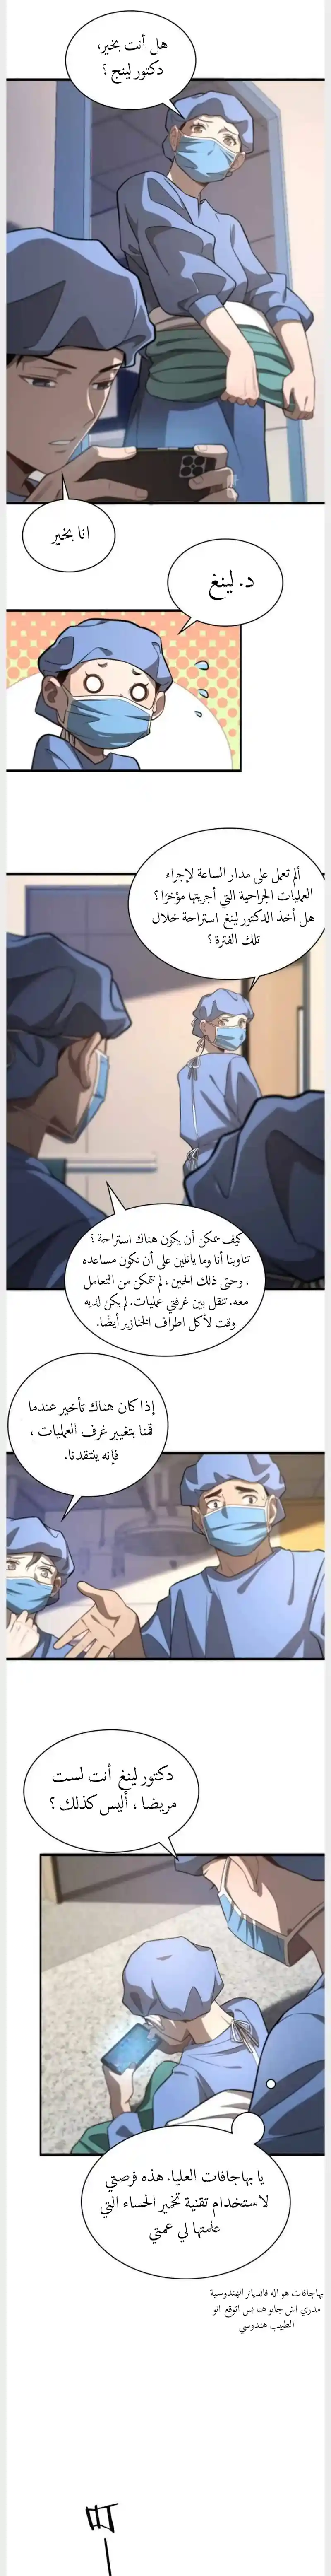 هل أنت بخير،
دكتور لينج ؟
انا بخير
د. لينغ
ألم تعمل على مدار الساعة لإجراء
العمليات الجراحية التي أجريتها مؤخرًا ؟
هل أخذ الدكتور لينغ استراحة خلال
تلك الفترة ؟
كيف يمكن أن يكون هناك استراحة ؟
تناوبنا أنا وما يانلين على أن نكون مساعده
، وحتى ذلك الحين ، لم نتمكن من التعامل
معه. تنقل بين غرفتي عمليات. لم يكن لديه
وقت لأكل اطراف الخنازير أيضًا.
إذا كان هناك تأخير عندما
قمنا بتغيير غرف العمليات ،
فإنه ينتقدنا.
دكتور لينغ أنت لست
مريضا ، أليس كذلك ؟
يا بهاجافات العليا. هذه فرصتي
لاستخدام تقنية تخمير الحساء التي
علمتها لي عمتي
بهاجافات هو اله فالديانر الهندوسية
مدري اش جابو هنا بس اتوقع انو
الطبيب هندوسي
叮